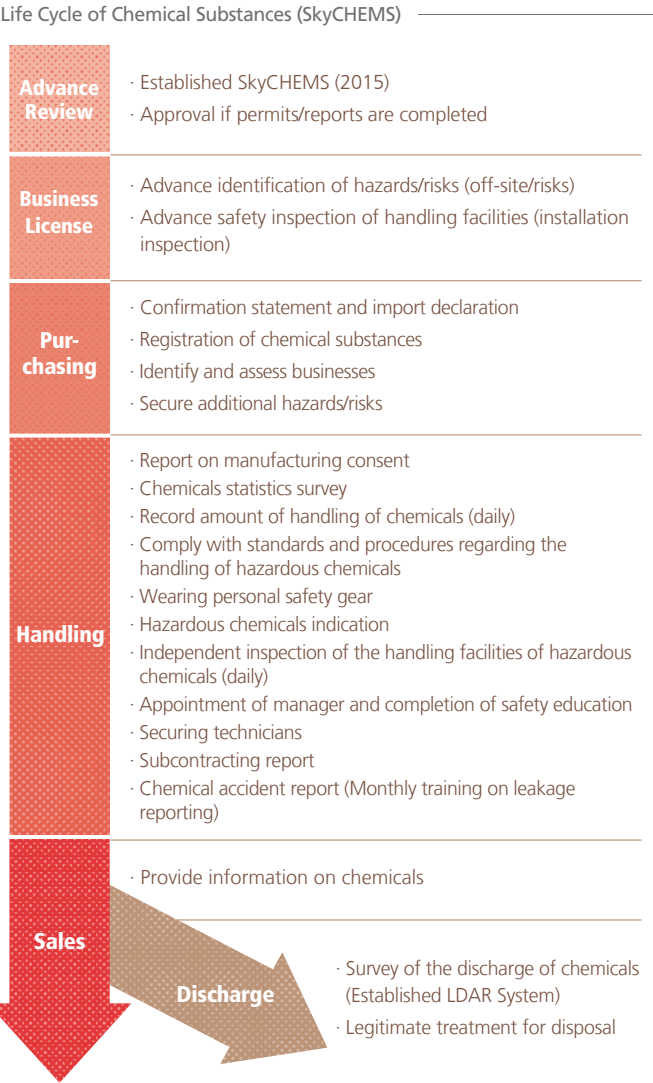 Life Cycle of Chemical Substances (SkyCHEMS)
Advance
Review
· Established SkyCHEMS (2015)
· Approval if permits/reports are completed
Business
License
· Advance identification of hazards/risks (off-site/risks)
· Advance safety inspection of handling facilities (installation
inspection)
Pur-
chasing
· Confirmation statement and import declaration
· Registration of chemical substances
· Identify and assess businesses
· Secure additional hazards/risks
Handling
· Report on manufacturing consent
· Chemicals statistics survey
· Record amount of handling of chemicals (daily)
· Comply with standards and procedures regarding the
handling of hazardous chemicals
· Wearing personal safety gear
· Hazardous chemicals indication
· Independent inspection of the handling facilities of hazardous
chemicals (daily)
· Appointment of manager and completion of safety education
· Securing technicians
· Subcontracting report
· Chemical accident report (Monthly training on leakage
reporting)
Sales
· Provide information on chemicals
Discharge
· Survey of the discharge of chemicals
(Established LDAR System)
· Legitimate treatment for disposal